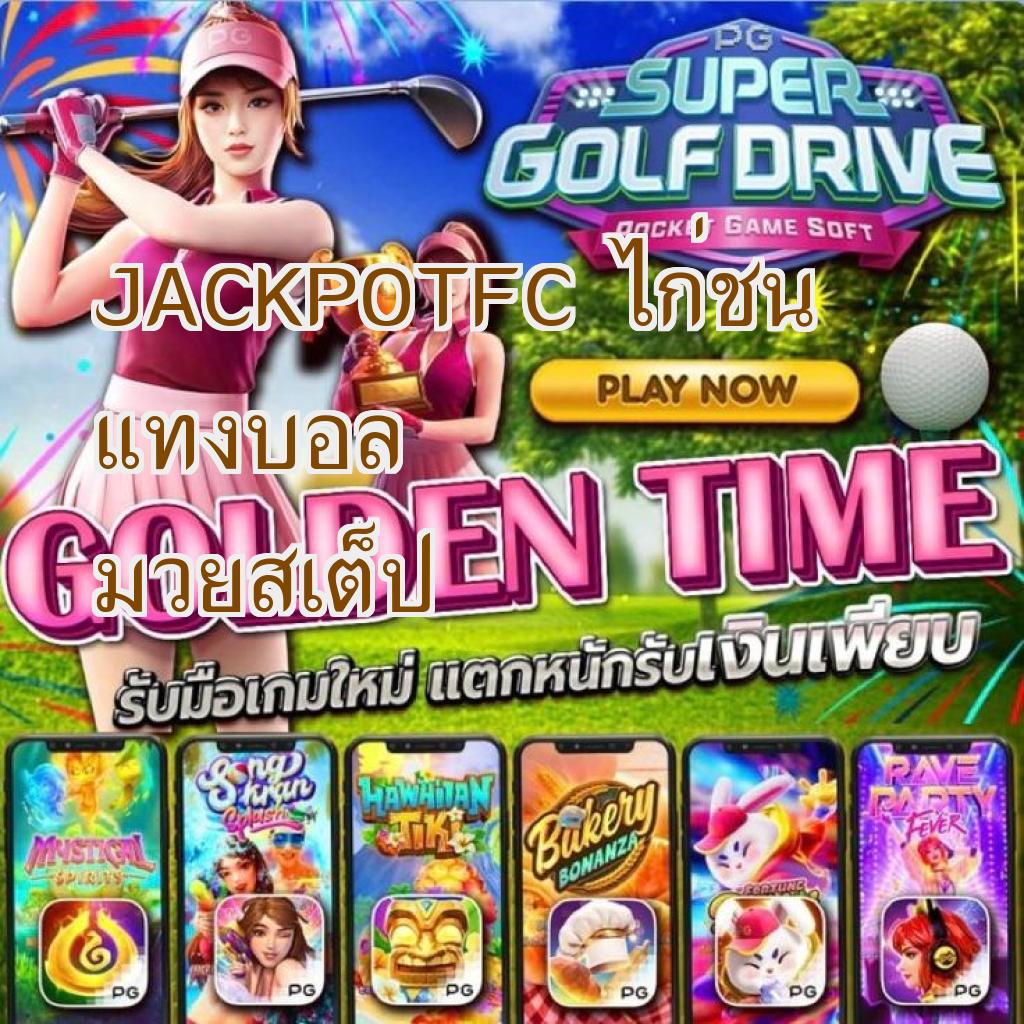 PG
PG
SUPER
GOLF DRIVE
POCKET GAME SOFT
JACKPOTFC ไก่ชน
PLAY NOW
แทงบอล
GOLDEN TIME
มวยสเต็ป
รับมือเกมใหม่ แตกหนักรับเงินเพียบ
MYSTICAL
SPIRITS
Songkran
Splash
HAWAIIAN
TIKI
Bakery
BONANZA
FORTUNE
RAVE
PARTY
FEVER
PG
PG
PG
PG
PG
PG